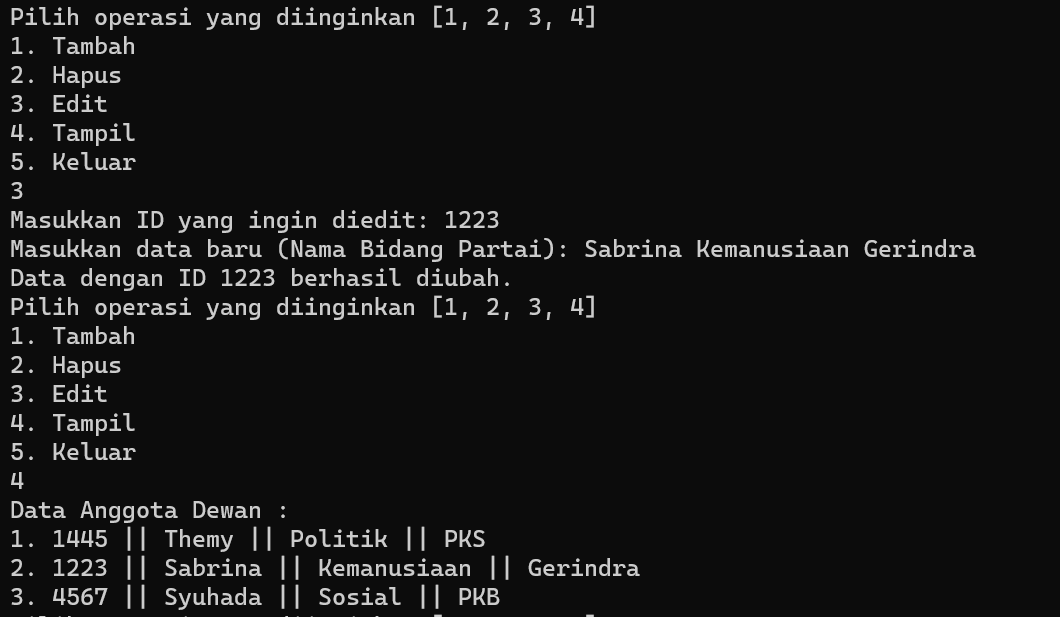 Pilih operasi yang diinginkan [1, 2, 3, 4]
1. Tambah
2. Hapus
3. Edit
4. Tampil
5. Keluar
3
Masukkan ID yang ingin diedit: 1223
Masukkan data baru (Nama Bidang Partai): Sabrina Kemanusiaan Gerindra
Data dengan ID 1223 berhasil diubah.
Pilih operasi yang diinginkan [1, 2, 3, 4]
1. Tambah
2. Hapus
3. Edit
4. Tampil
5. Keluar
4
Data Anggota Dewan :
1. 1445 || Themy || Politik || PKS
2. 1223 || Sabrina || Kemanusiaan || Gerindra
3. 4567 || Syuhada || Sosial || PKB